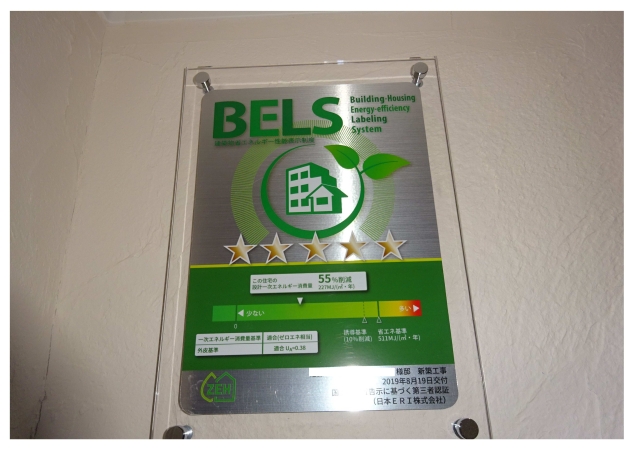 BELS
Building-Housing
Energy-efficiency
Labeling
System
建築物省エネルギー性能表示制度
この住宅の
設計一次エネルギー消費量
55%削減
227MJ/(㎡・年)
少ない
多い
0
誘導基準
(10%削減)
省エネ基準
511MJ/(㎡・年)
一次エネルギー消費量基準 適合(ゼロエネ相当)
外皮基準 適合 UA=0.38
ZEH
様邸 新築工事
2019年8月19日交付
国 告示に基づく第三者認証
(日本ERI株式会社)